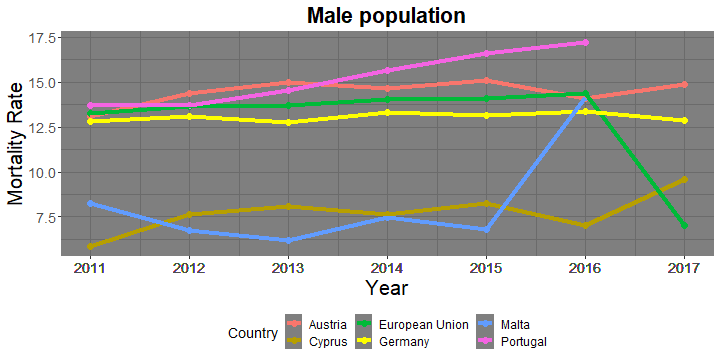 Male population
Mortality Rate
17.5
15.0
12.5
10.0
7.5
2011 2012 2013 2014 2015 2016 2017
Year
Country
Austria European Union Malta
Cyprus Germany Portugal